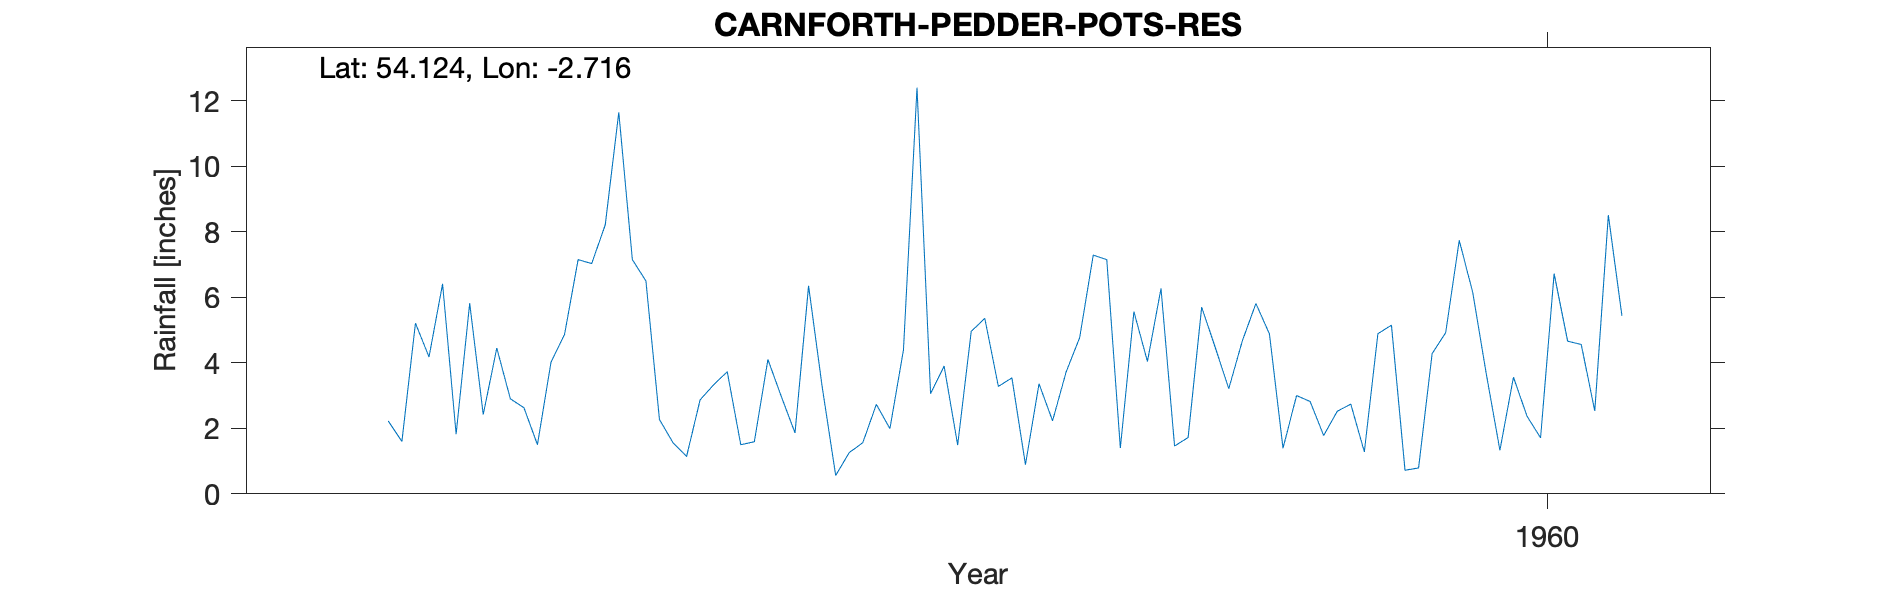 CARNFORTH-PEDDER-POTS-RES
Lat: 54.124, Lon: -2.716
12
10
8
6
4
2
0
Rainfall [inches]
1960
Year